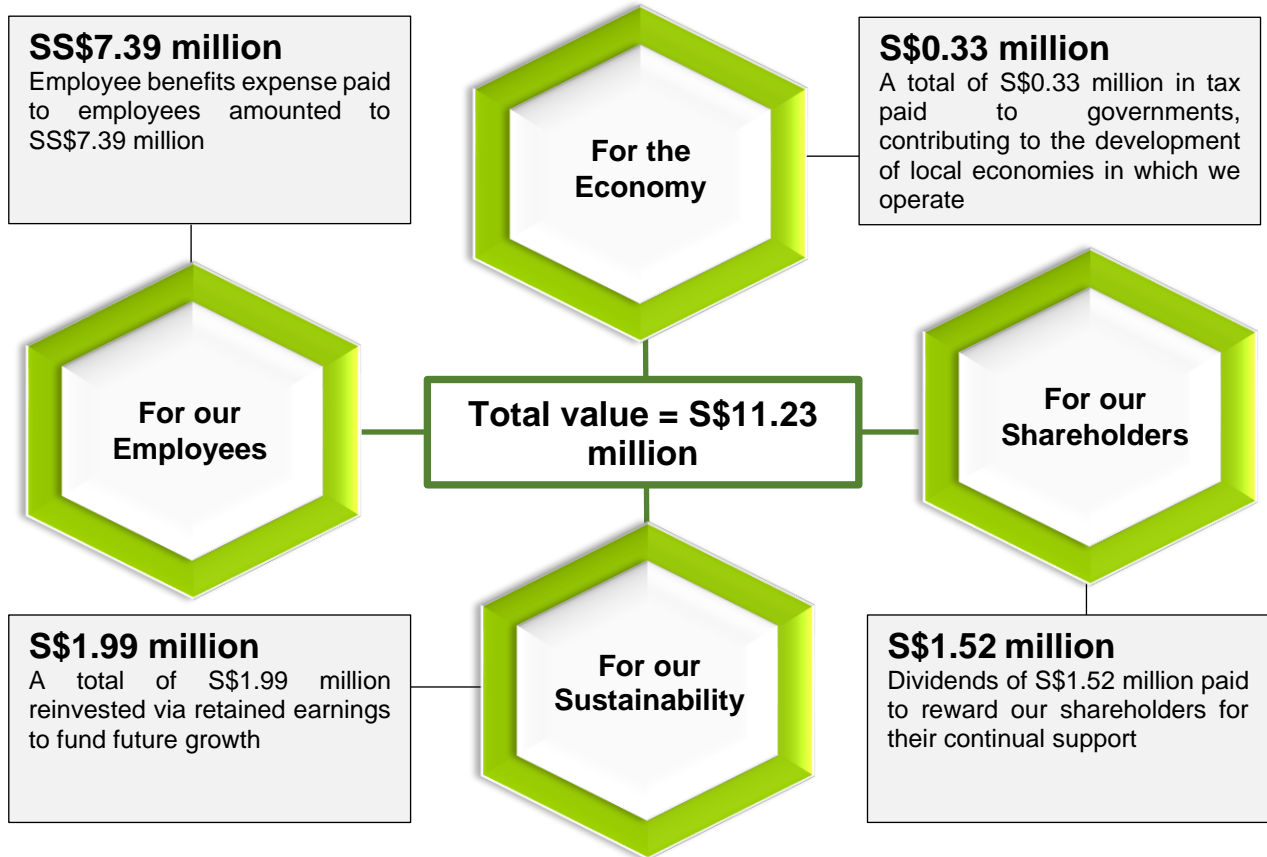 SS$7.39 million
Employee benefits expense paid
to employees amounted to
SS$7.39 million
For the
Economy
S$0.33 million
A total of S$0.33 million in tax
paid to governments,
contributing to the development
of local economies in which we
operate
For our
Employees
Total value = S$11.23
million
For our
Shareholders
S$1.99 million
A total of S$1.99 million
reinvested via retained earnings
to fund future growth
For our
Sustainability
S$1.52 million
Dividends of S$1.52 million paid
to reward our shareholders for
their continual support